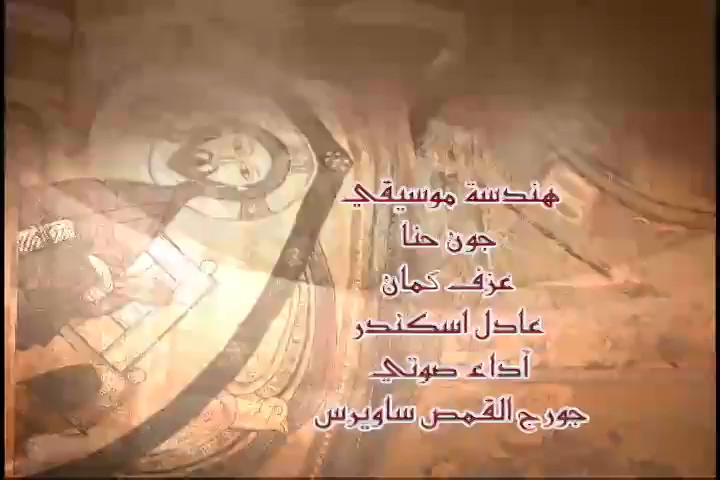 هندسة موسيقي
جون حنا
عزف كمان
عادل اسكندر
آداء صوتي
جورج القمص ساويرس